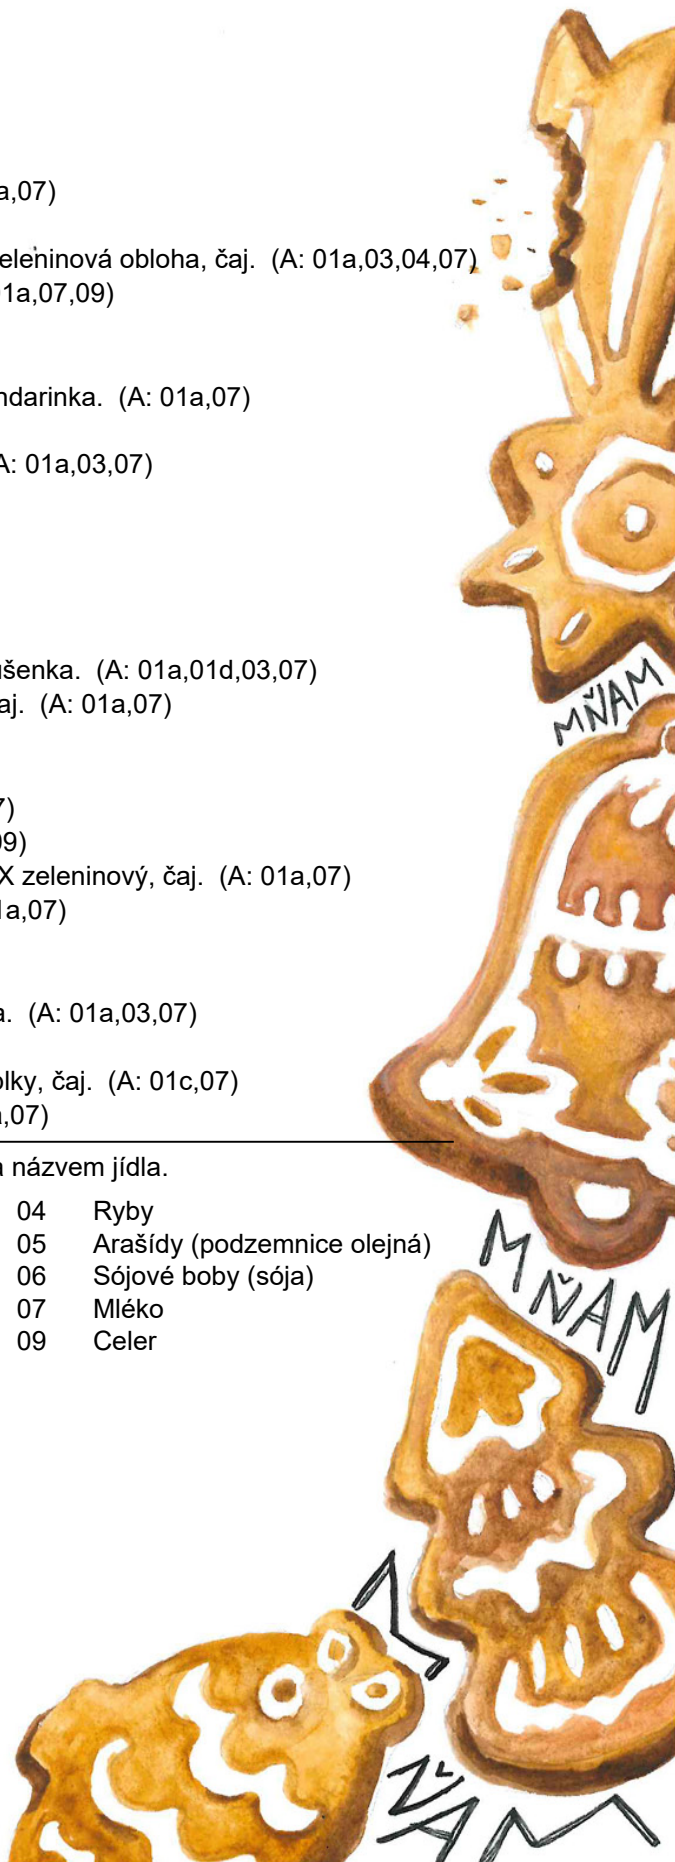 a,07)
eleninová obloha, čaj. (A: 01a,03,04,07)
01a,07,09)
ndarinka. (A: 01a,07)
A: 01a,03,07)
ušenka. (A: 01a,01d,03,07)
aj. (A: 01a,07)
MŇAM
7)
09)
X zeleninový, čaj. (A: 01a,07)
1a,07)
a. (A: 01a,03,07)
olky, čaj. (A: 01c,07)
a,07)
a názvem jídla.
04 Ryby
05 Arašídy (podzemnice olejná)
06 Sójové boby (sója)
07 Mléko
09 Celer
MŇAM
MŇAM